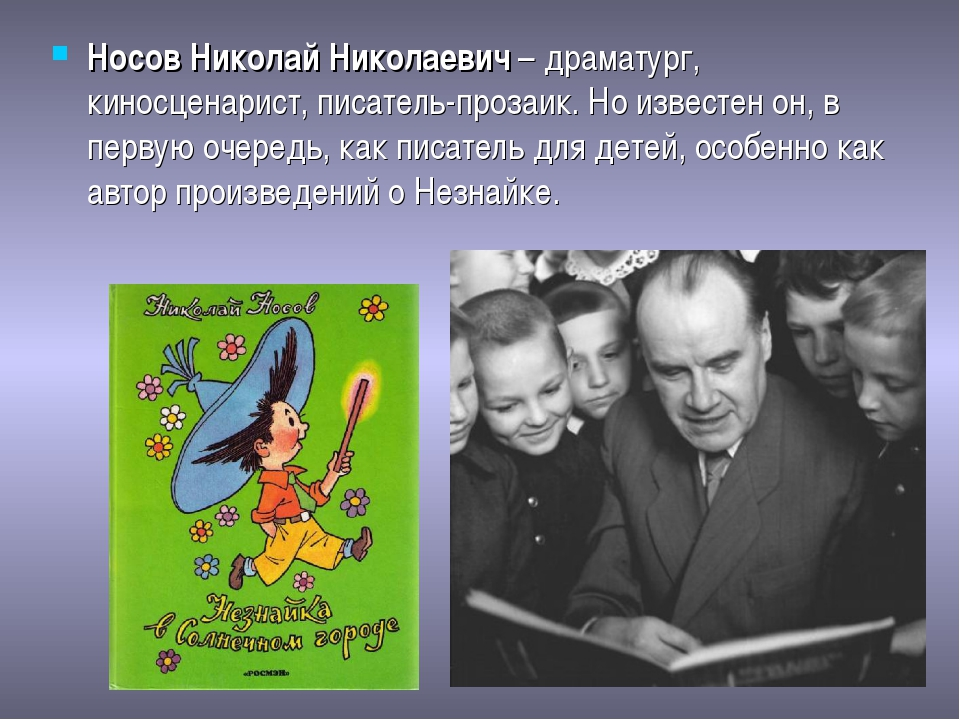 Носов Николай Николаевич – драматург,
киносценарист, писатель-прозаик. Но известен он, в
первую очередь, как писатель для детей, особенно как
автор произведений о Незнайке.
Николай Носов
Незнайка
в Солнечном городе
«РОСМЭН»